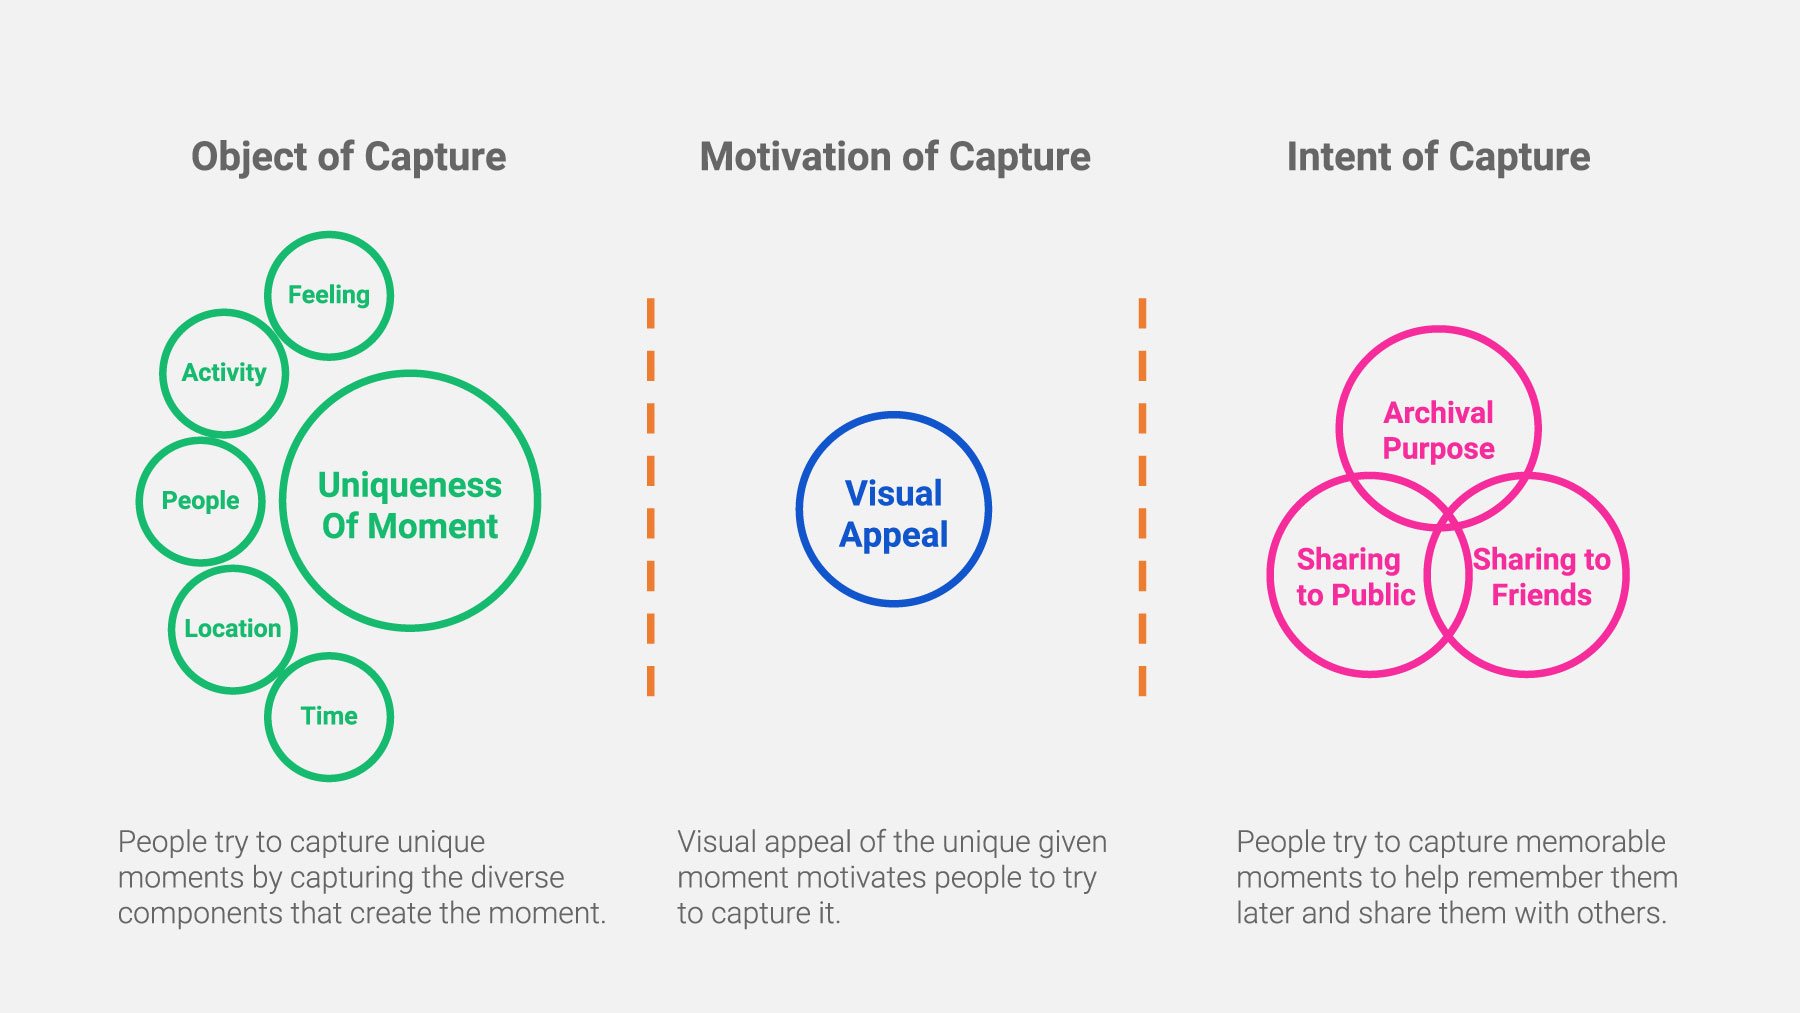 Object of Capture
Feeling
Activity
People
Location
Time
Uniqueness
Of Moment
People try to capture unique
moments by capturing the diverse
components that create the moment.
Motivation of Capture
Visual
Appeal
Visual appeal of the unique given
moment motivates people to try
to capture it.
Intent of Capture
Archival
Purpose
Sharing
to Public
Sharing to
Friends
People try to capture memorable
moments to help remember them
later and share them with others.